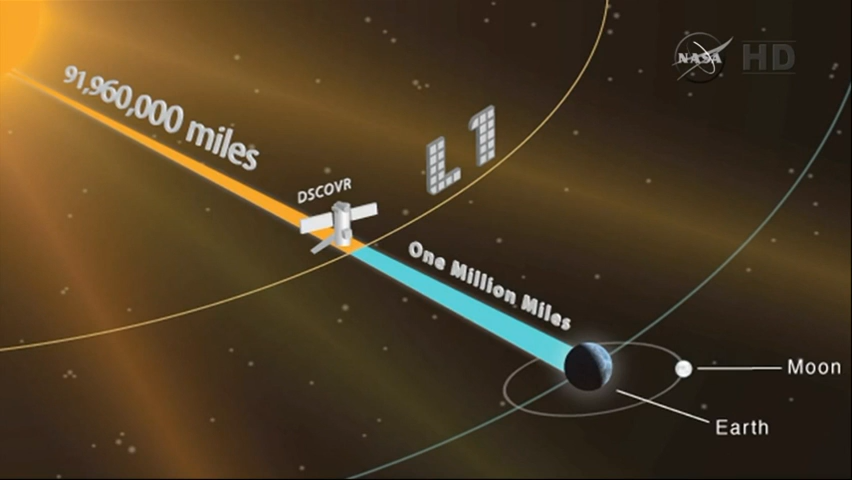 NASA HD
91,960,000 miles
L1
DSCOVR
One Million Miles
Moon
Earth